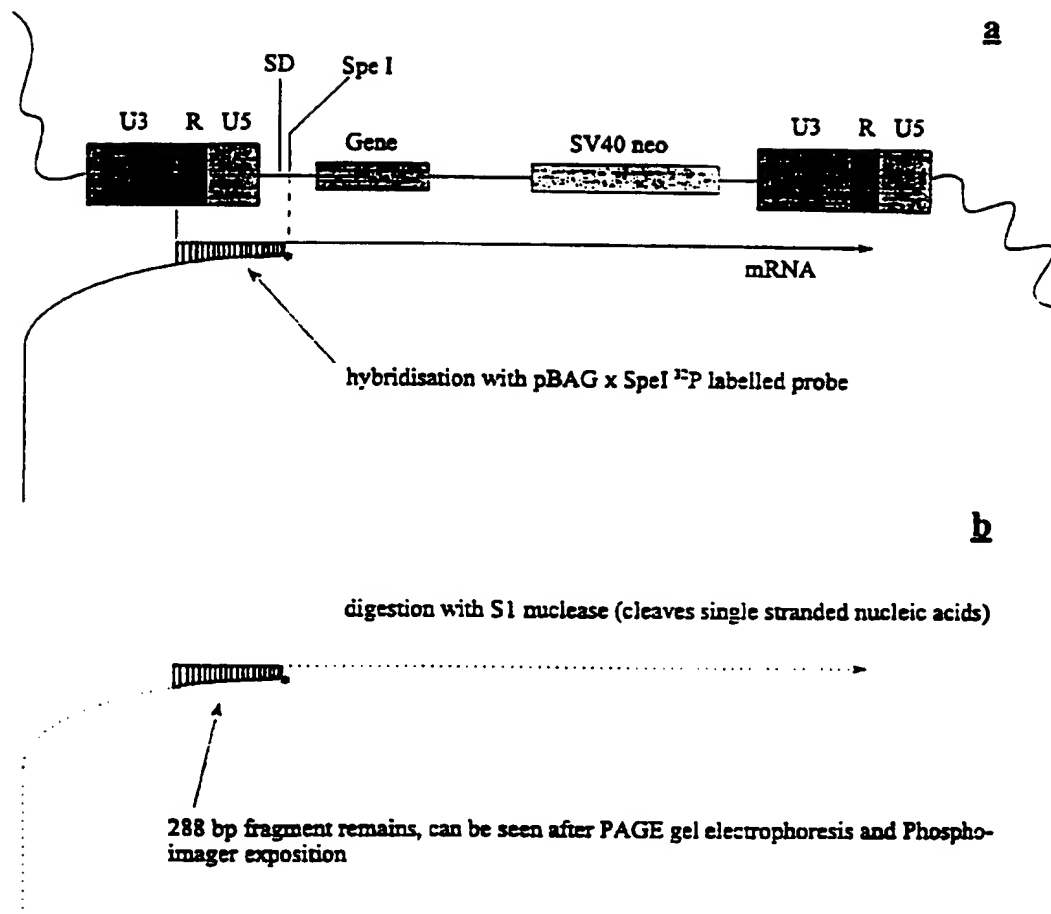 a
SD
Spe I
U3 R U5
Gene
SV40 neo
U3 R U5
mRNA
hybridisation with pBAG x SpeI ³²P labelled probe
b
digestion with S1 nuclease (cleaves single stranded nucleic acids)
288 bp fragment remains, can be seen after PAGE gel electrophoresis and Phospho-
imager exposition